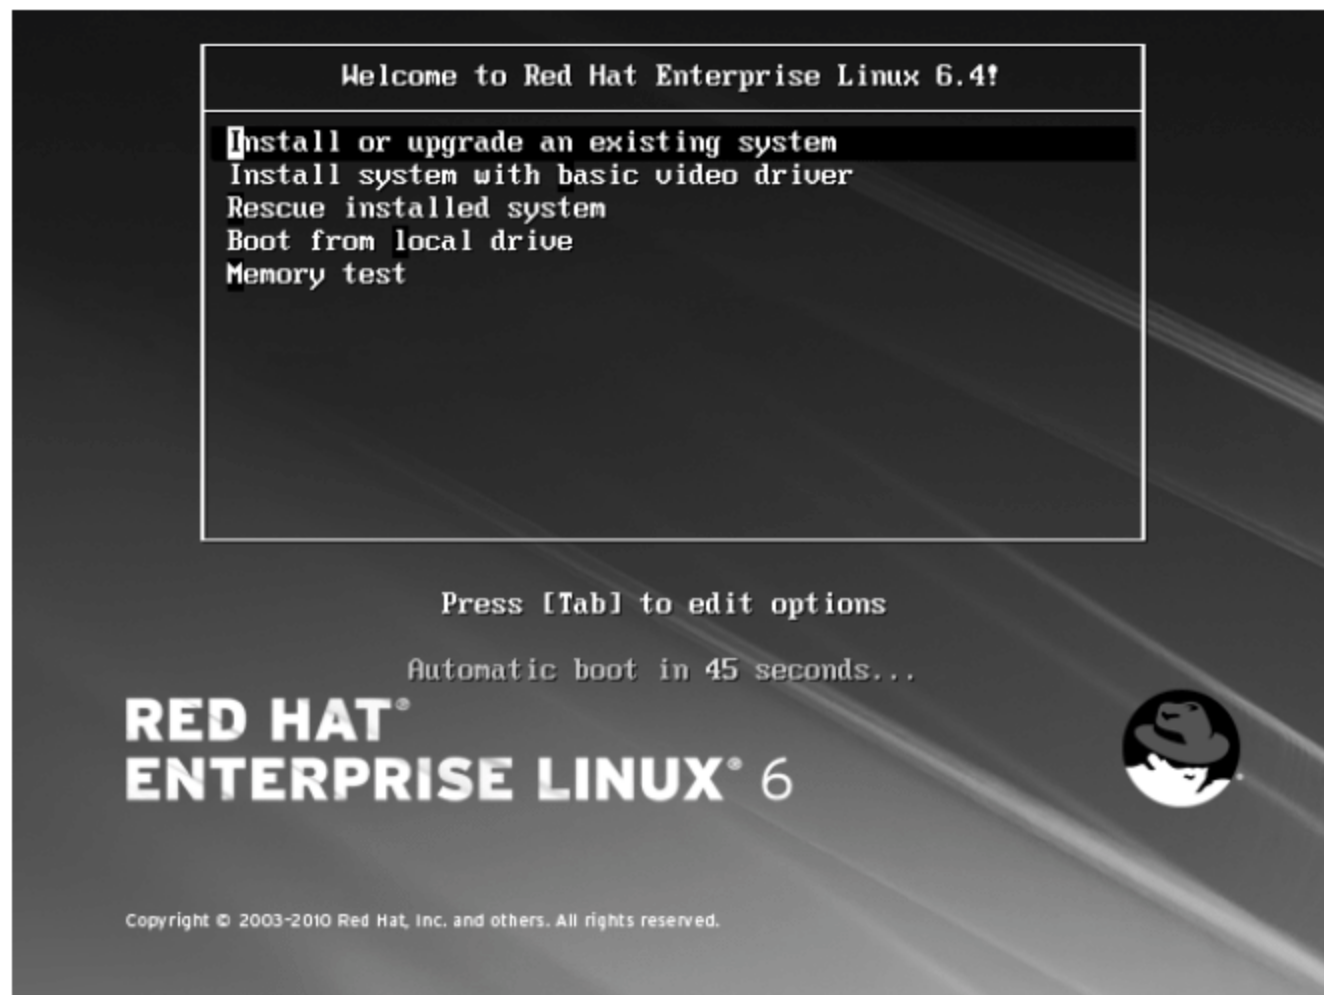 Welcome to Red Hat Enterprise Linux 6.4!
Install or upgrade an existing system
Install system with basic video driver
Rescue installed system
Boot from local drive
Memory test
Press [Tab] to edit options
Automatic boot in 45 seconds...
RED HAT®
ENTERPRISE LINUX® 6
Copyright © 2003-2010 Red Hat, Inc. and others. All rights reserved.